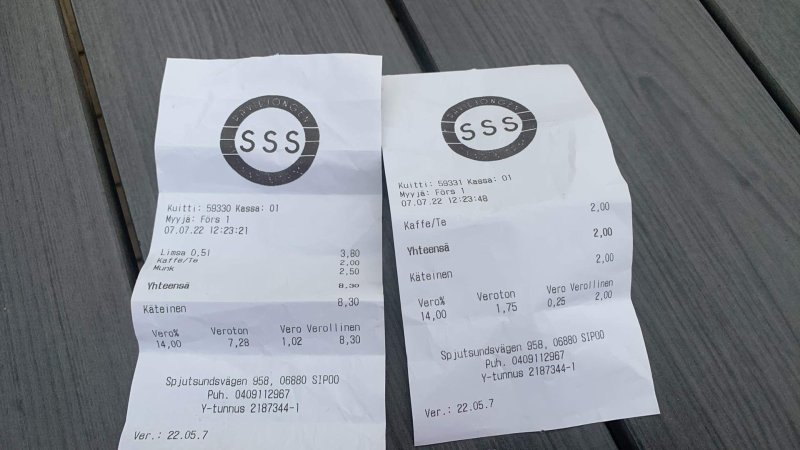 PAVILJONGEN
SSS
Kuitti: 59330 Kassa: 01
Myyjä: Förs 1
07.07.22 12:23:21
Limsa 0,5l 3,80
Kaffe/Te 2,00
Munk 2,50
Yhteensä 8,30
Käteinen 8,30
Vero% Veroton Vero Verollinen
14,00 7,28 1,02 8,30
Spjutsundsvägen 958, 06880 SIPOO
Puh. 0409112967
Y-tunnus 2187344-1
Ver.: 22.05.7
PAVILJONGEN
SSS
Kuitti: 59331 Kassa: 01
Myyjä: Förs 1
07.07.22 12:23:48
Kaffe/Te 2,00
Yhteensä 2,00
Käteinen 2,00
Vero% Veroton Vero Verollinen
14,00 1,75 0,25 2,00
Spjutsundsvägen 958, 06880 SIPOO
Puh. 0409112967
Y-tunnus 2187344-1
Ver.: 22.05.7